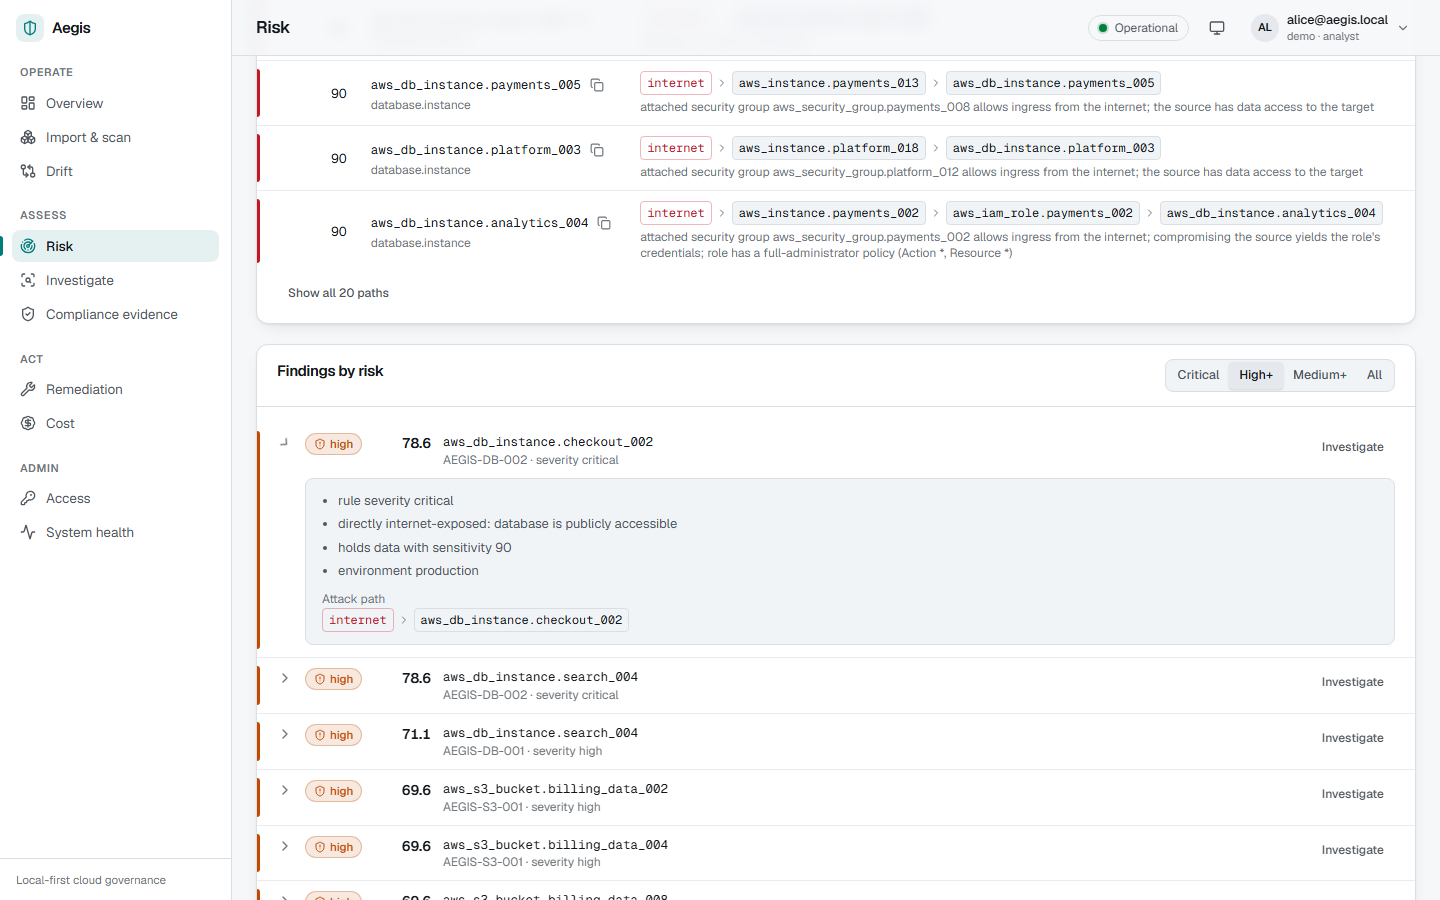 Aegis
OPERATE
Overview
Import & scan
Drift
ASSESS
Risk
Investigate
Compliance evidence
ACT
Remediation
Cost
ADMIN
Access
System health
Local-first cloud governance
Risk
Operational
AL
alice@aegis.local
demo · analyst
90
aws_db_instance.payments_005
database.instance
internet > aws_instance.payments_013 > aws_db_instance.payments_005
attached security group aws_security_group.payments_008 allows ingress from the internet; the source has data access to the target
90
aws_db_instance.platform_003
database.instance
internet > aws_instance.platform_018 > aws_db_instance.platform_003
attached security group aws_security_group.platform_012 allows ingress from the internet; the source has data access to the target
90
aws_db_instance.analytics_004
database.instance
internet > aws_instance.payments_002 > aws_iam_role.payments_002 > aws_db_instance.analytics_004
attached security group aws_security_group.payments_002 allows ingress from the internet; compromising the source yields the role's
credentials; role has a full-administrator policy (Action *, Resource *)
Show all 20 paths
Findings by risk
Critical High+ Medium+ All
high 78.6 aws_db_instance.checkout_002
AEGIS-DB-002 · severity critical
Investigate
• rule severity critical
• directly internet-exposed: database is publicly accessible
• holds data with sensitivity 90
• environment production
Attack path
internet > aws_db_instance.checkout_002
high 78.6 aws_db_instance.search_004
AEGIS-DB-002 · severity critical
Investigate
high 71.1 aws_db_instance.search_004
AEGIS-DB-001 · severity high
Investigate
high 69.6 aws_s3_bucket.billing_data_002
AEGIS-S3-001 · severity high
Investigate
high 69.6 aws_s3_bucket.billing_data_004
AEGIS-S3-001 · severity high
Investigate
high 69.6 aws_s3_bucket.billing_data_008